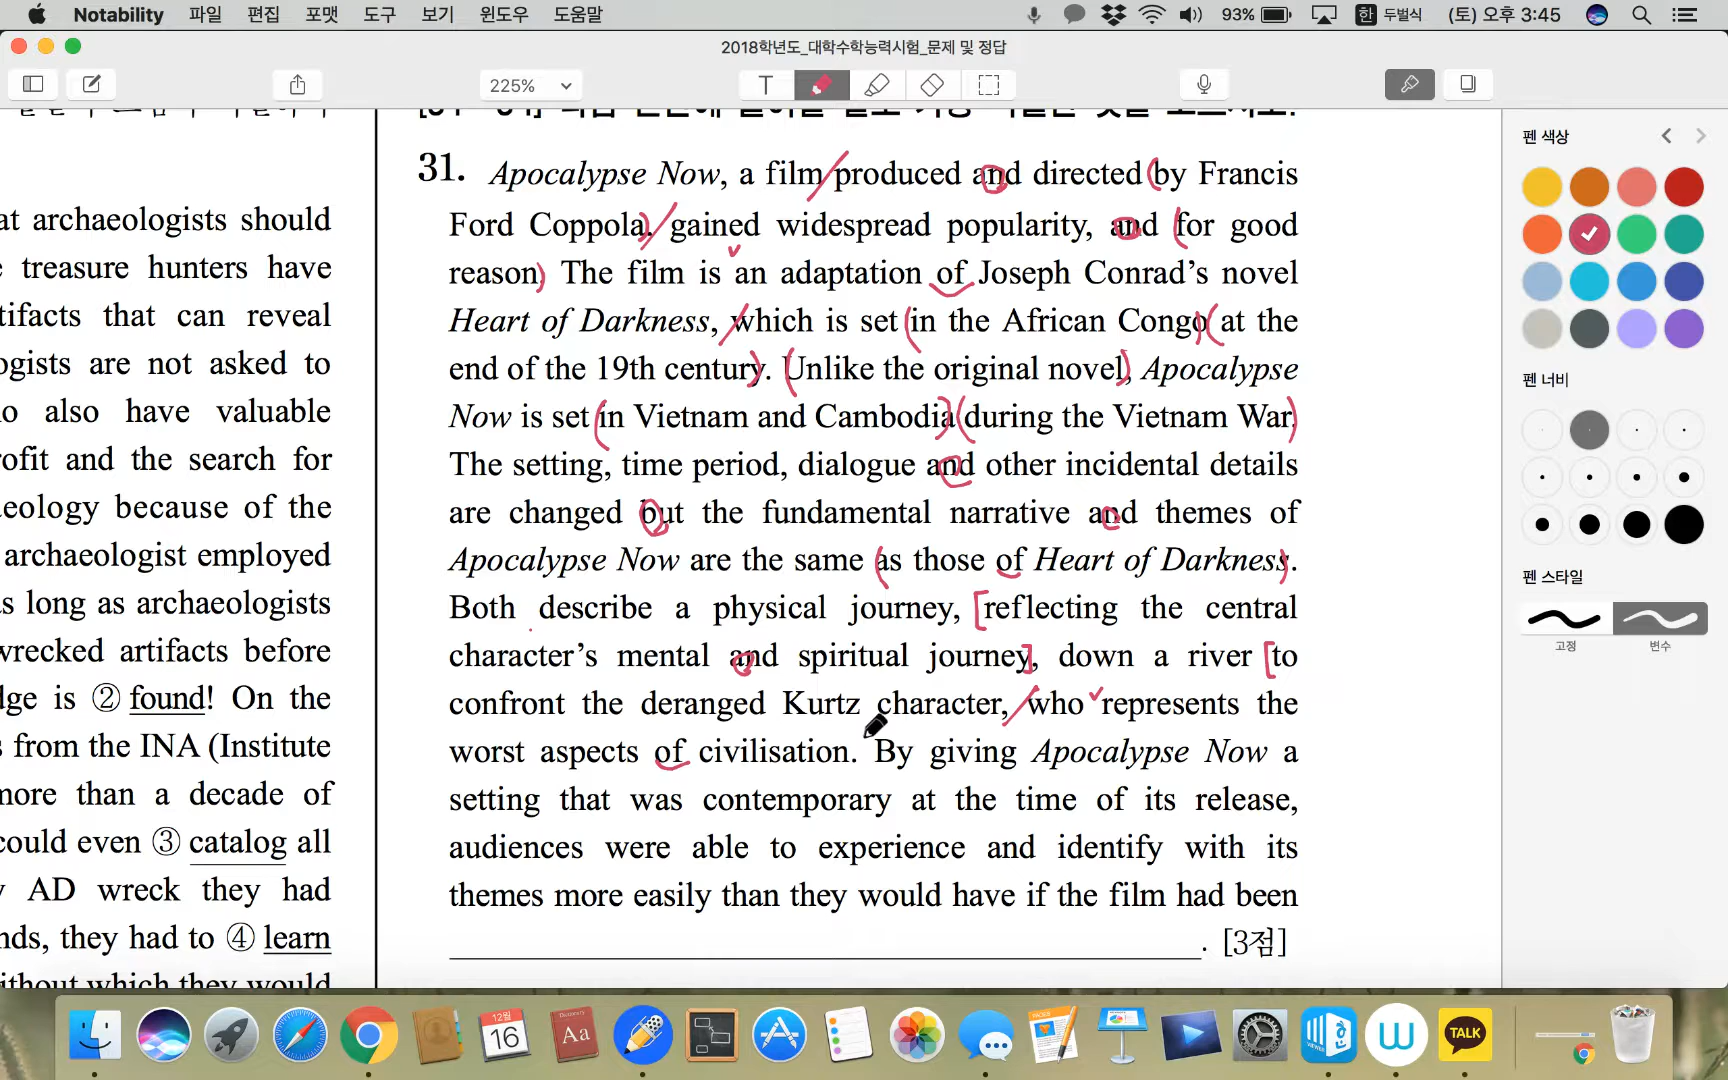 Notability 파일 편집 포맷 도구 보기 윈도우 도움말 93% 한 두벌식 (토) 오후 3:45
2018학년도_대학수학능력시험_문제 및 정답
225% T
at archaeologists should
treasure hunters have
tifacts that can reveal
ogists are not asked to
o also have valuable
rofit and the search for
aeology because of the
archaeologist employed
as long as archaeologists
wrecked artifacts before
dge is ② found! On the
s from the INA (Institute
more than a decade of
could even ③ catalog all
AD wreck they had
nds, they had to ④ learn
ithout which they would
31. Apocalypse Now, a film produced and directed by Francis
Ford Coppola, gained widespread popularity, and for good
reason. The film is an adaptation of Joseph Conrad's novel
Heart of Darkness, which is set in the African Congo at the
end of the 19th century. Unlike the original novel, Apocalypse
Now is set in Vietnam and Cambodia during the Vietnam War.
The setting, time period, dialogue and other incidental details
are changed but the fundamental narrative and themes of
Apocalypse Now are the same as those of Heart of Darkness.
Both describe a physical journey, reflecting the central
character's mental and spiritual journey, down a river to
confront the deranged Kurtz character, who represents the
worst aspects of civilisation. By giving Apocalypse Now a
setting that was contemporary at the time of its release,
audiences were able to experience and identify with its
themes more easily than they would have if the film had been
. [3점]
펜 색상
펜 너비
펜 스타일
고정 변수
12월
16
Aa
W
TALK